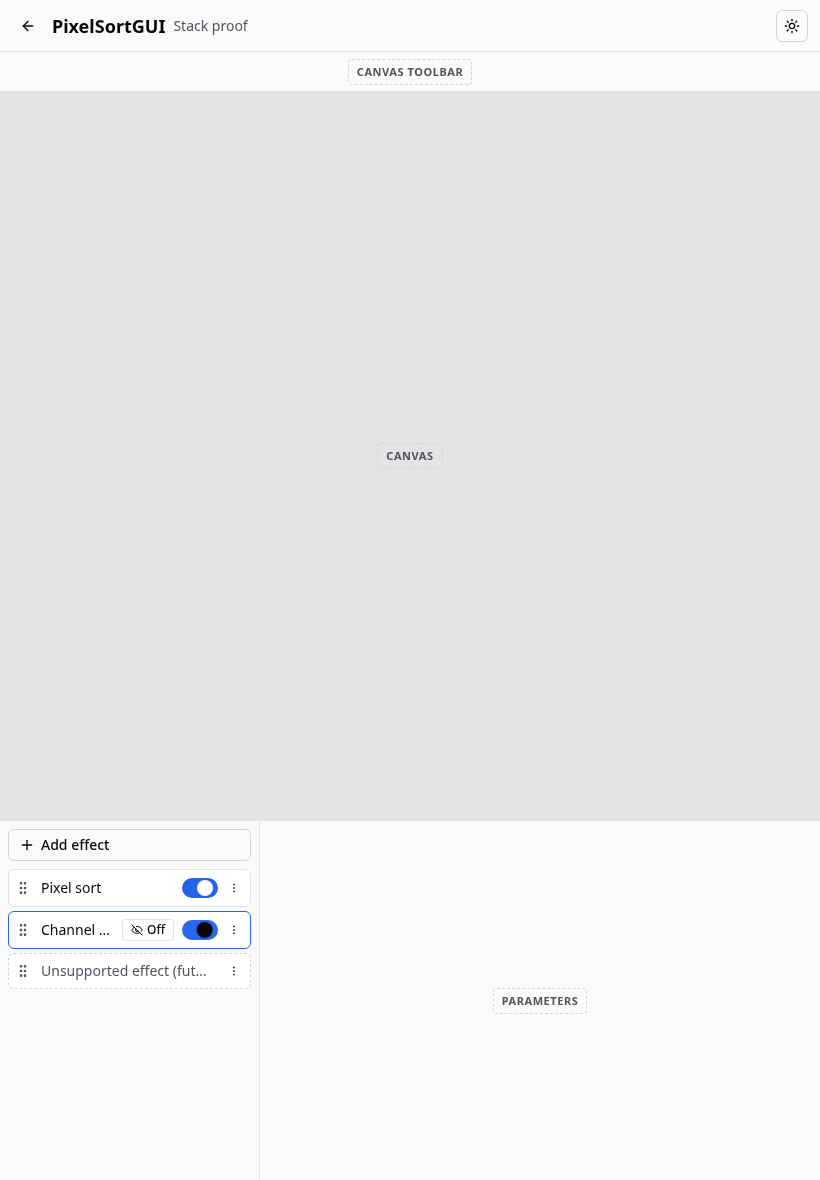 PixelSortGUI Stack proof
CANVAS TOOLBAR
CANVAS
Add effect
Pixel sort
Channel ... Off
Unsupported effect (fut...
PARAMETERS